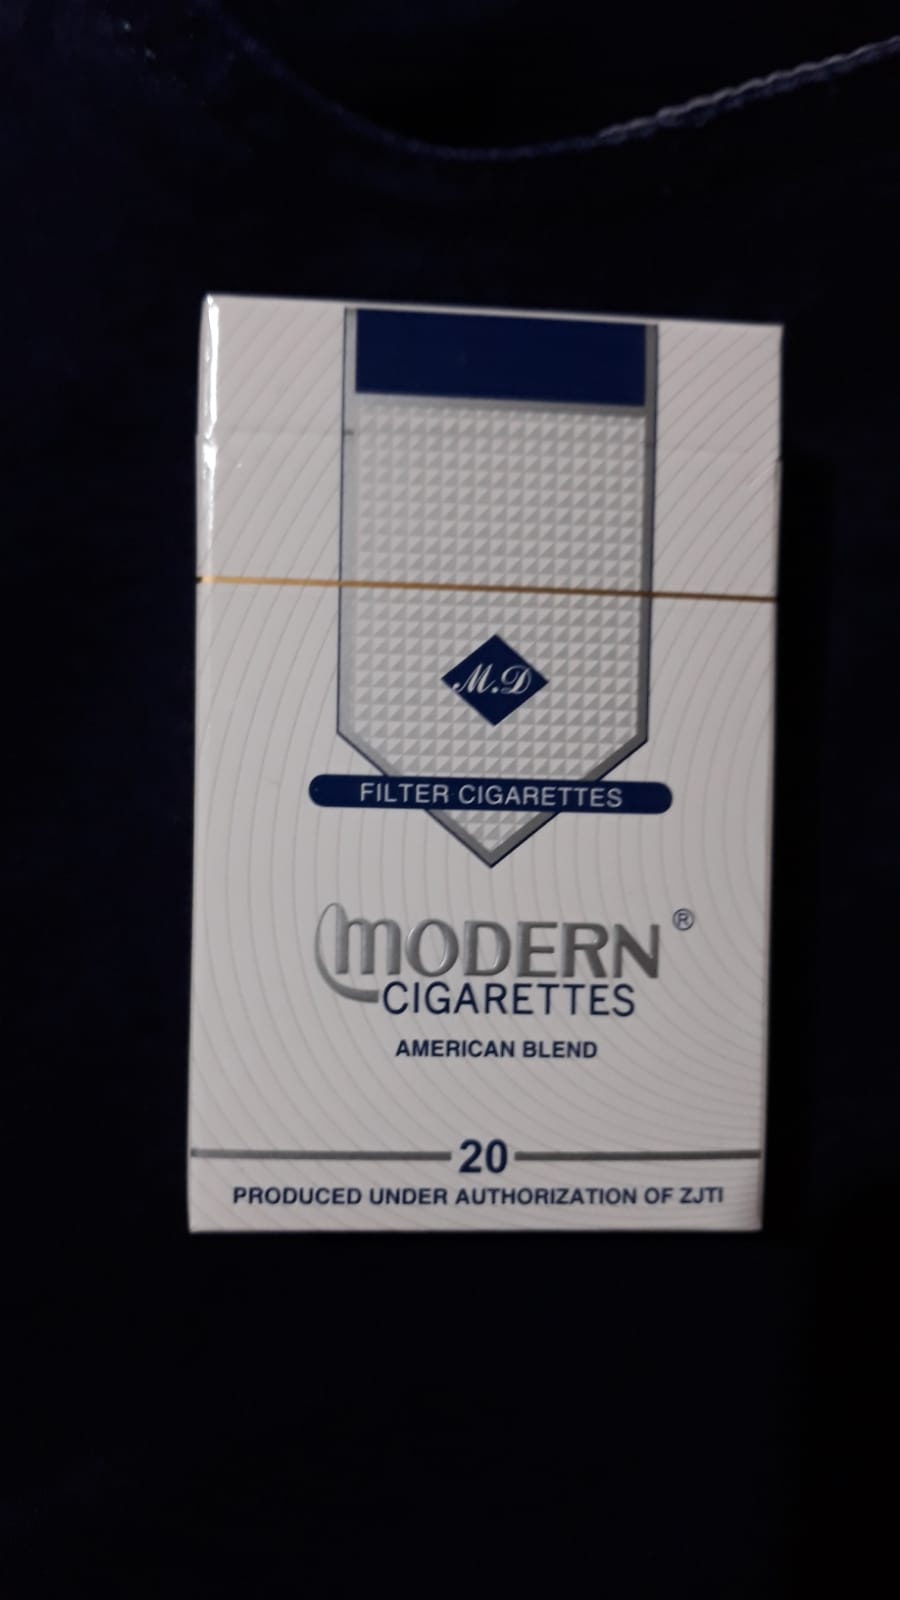 M.D
FILTER CIGARETTES
MODERN ®
CIGARETTES
AMERICAN BLEND
20
PRODUCED UNDER AUTHORIZATION OF ZJTI